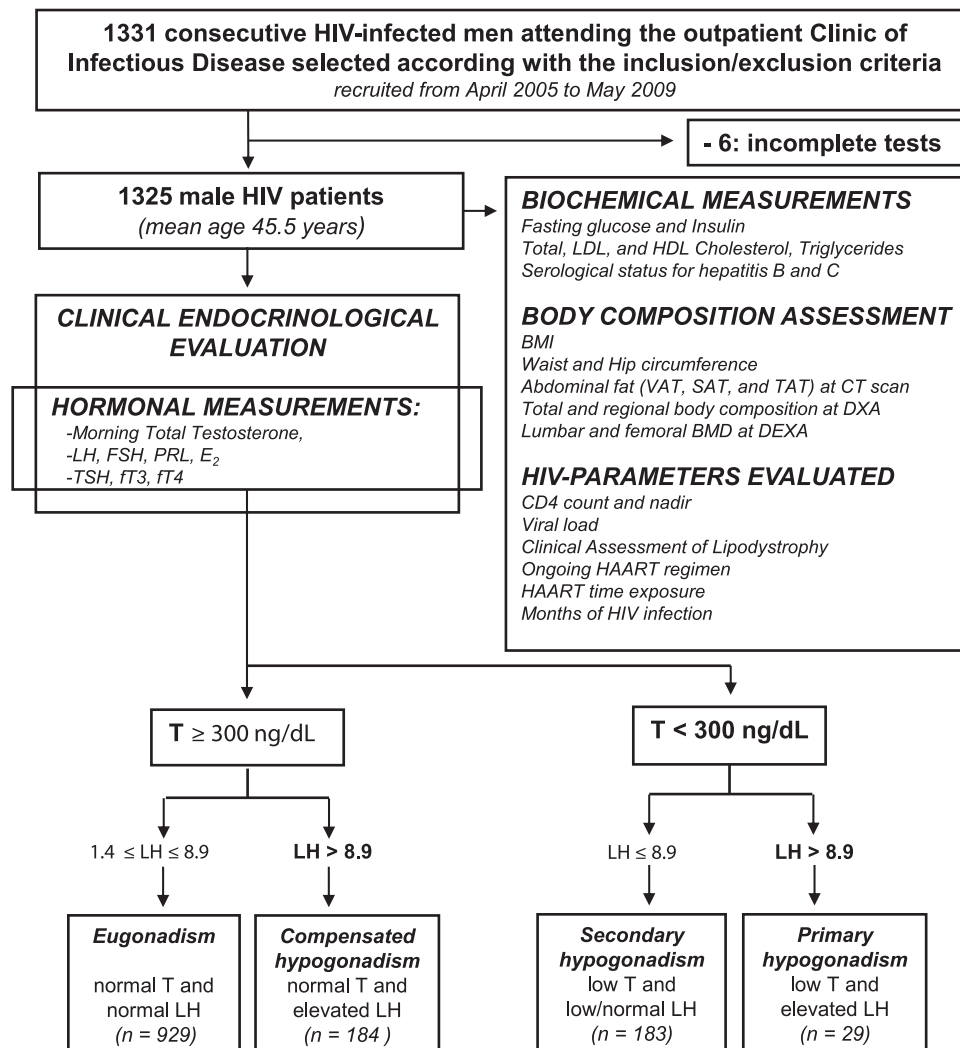 1331 consecutive HIV-infected men attending the outpatient Clinic of
Infectious Disease selected according with the inclusion/exclusion criteria
recruited from April 2005 to May 2009
- 6: incomplete tests
1325 male HIV patients
(mean age 45.5 years)
BIOCHEMICAL MEASUREMENTS
Fasting glucose and Insulin
Total, LDL, and HDL Cholesterol, Triglycerides
Serological status for hepatitis B and C
BODY COMPOSITION ASSESSMENT
BMI
Waist and Hip circumference
Abdominal fat (VAT, SAT, and TAT) at CT scan
Total and regional body composition at DXA
Lumbar and femoral BMD at DEXA
HIV-PARAMETERS EVALUATED
CD4 count and nadir
Viral load
Clinical Assessment of Lipodystrophy
Ongoing HAART regimen
HAART time exposure
Months of HIV infection
CLINICAL ENDOCRINOLOGICAL
EVALUATION
HORMONAL MEASUREMENTS:
-Morning Total Testosterone,
-LH, FSH, PRL, E₂
-TSH, fT3, fT4
T ≥ 300 ng/dL
T < 300 ng/dL
1.4 ≤ LH ≤ 8.9
LH > 8.9
LH ≤ 8.9
LH > 8.9
Eugonadism
normal T and
normal LH
(n = 929)
Compensated
hypogonadism
normal T and
elevated LH
(n = 184 )
Secondary
hypogonadism
low T and
low/normal LH
(n = 183)
Primary
hypogonadism
low T and
elevated LH
(n = 29)